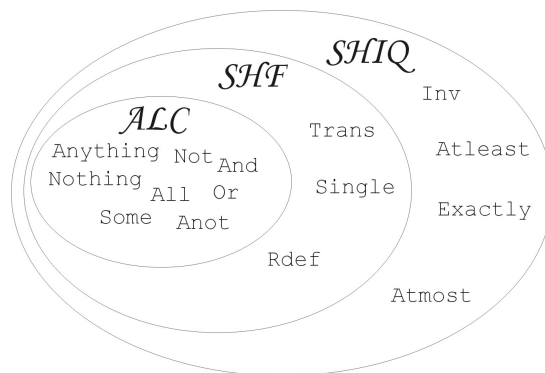 SHIQ
SHF
Inv
ALC
Trans
Anything Not And
Atleast
Nothing All Or
Single
Some Anot
Exactly
Rdef
Atmost